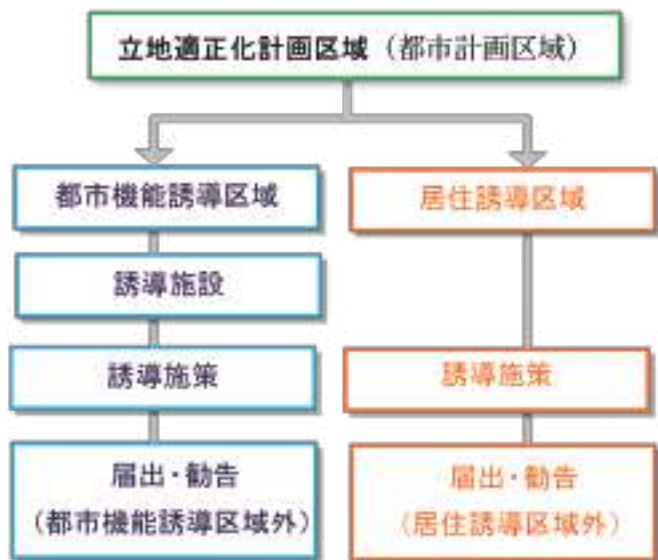 立地適正化計画区域（都市計画区域）
都市機能誘導区域
誘導施設
誘導施策
届出・勧告
（都市機能誘導区域外）
居住誘導区域
誘導施策
届出・勧告
（居住誘導区域外）